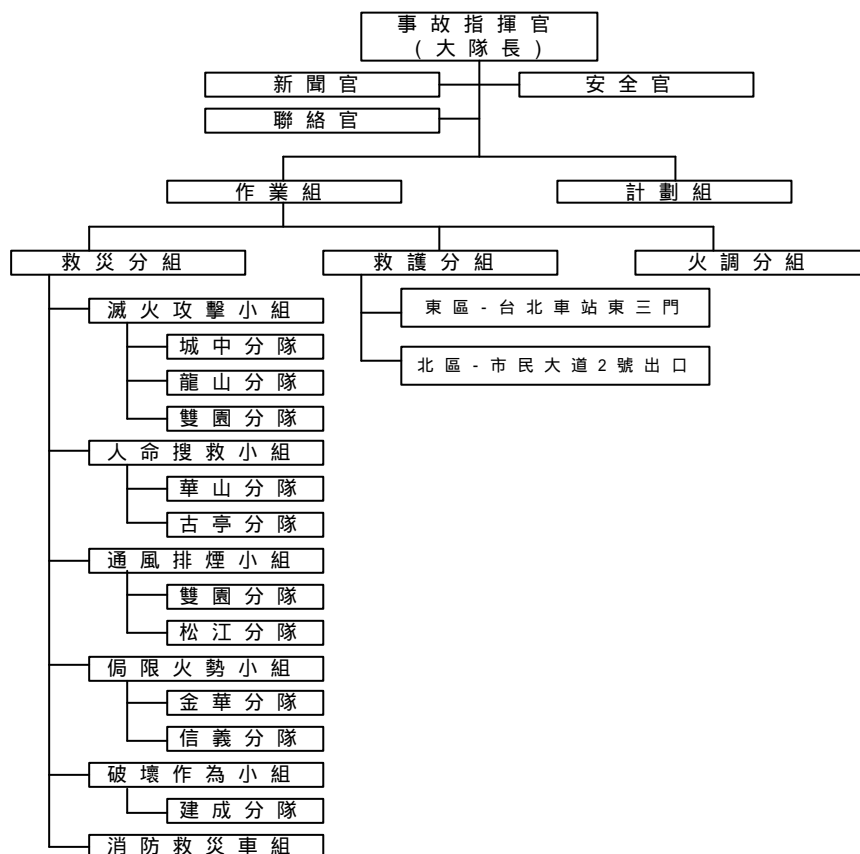 事故指揮官
(大隊長)
新聞官
安全官
聯絡官
作業組
計劃組
救災分組
救護分組
火調分組
滅火攻擊小組
城中分隊
龍山分隊
雙園分隊
人命搜救小組
華山分隊
古亭分隊
通風排煙小組
雙園分隊
松江分隊
侷限火勢小組
金華分隊
信義分隊
破壞作為小組
建成分隊
消防救災車組
東區-台北車站東三門
北區-市民大道2號出口